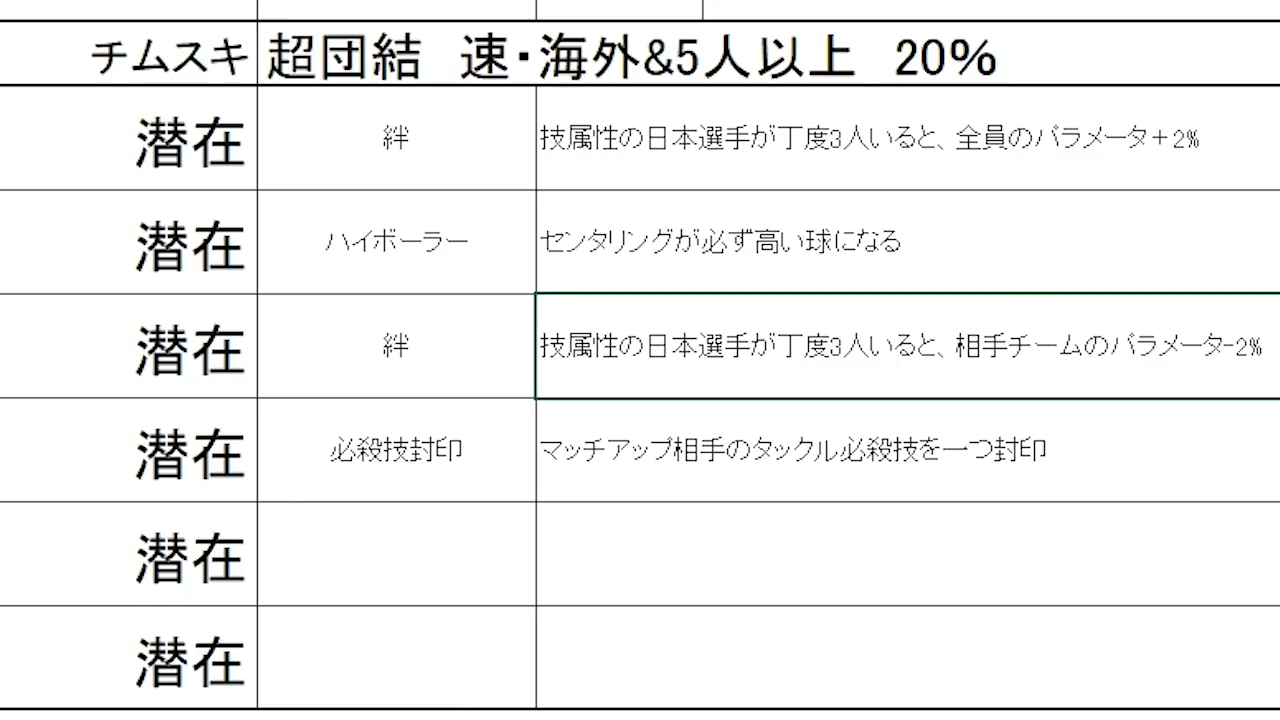 チムスキ 超団結 速・海外&5人以上 20%
潜在 絆 技属性の日本選手が丁度3人いると、全員のパラメータ+2%
潜在 ハイボーラー センタリングが必ず高い球になる
潜在 絆 技属性の日本選手が丁度3人いると、相手チームのパラメータ-2%
潜在 必殺技封印 マッチアップ相手のタックル必殺技を一つ封印
潜在
潜在